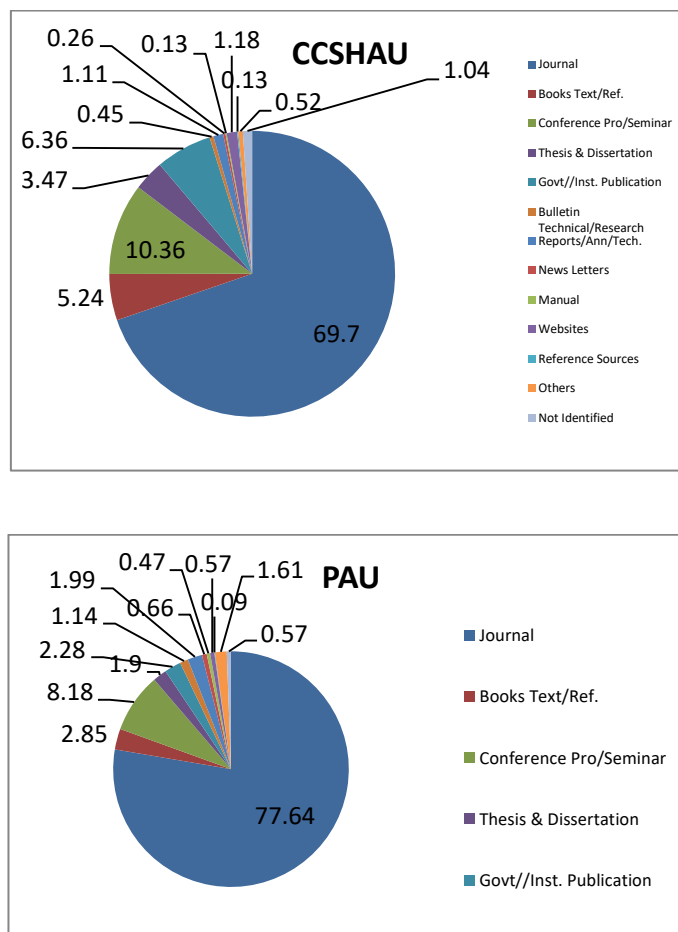 0.26
0.13
1.18
CCSHAU
1.04
1.11
0.13
0.52
0.45
6.36
3.47
10.36
5.24
69.7
Journal
Books Text/Ref.
Conference Pro/Seminar
Thesis & Dissertation
Govt//Inst. Publication
Bulletin
Technical/Research
Reports/Ann/Tech.
News Letters
Manual
Websites
Reference Sources
Others
Not Identified
0.47
0.57
1.61
PAU
1.99
0.66
0.09
1.14
0.57
2.28
1.9
8.18
2.85
77.64
Journal
Books Text/Ref.
Conference Pro/Seminar
Thesis & Dissertation
Govt//Inst. Publication